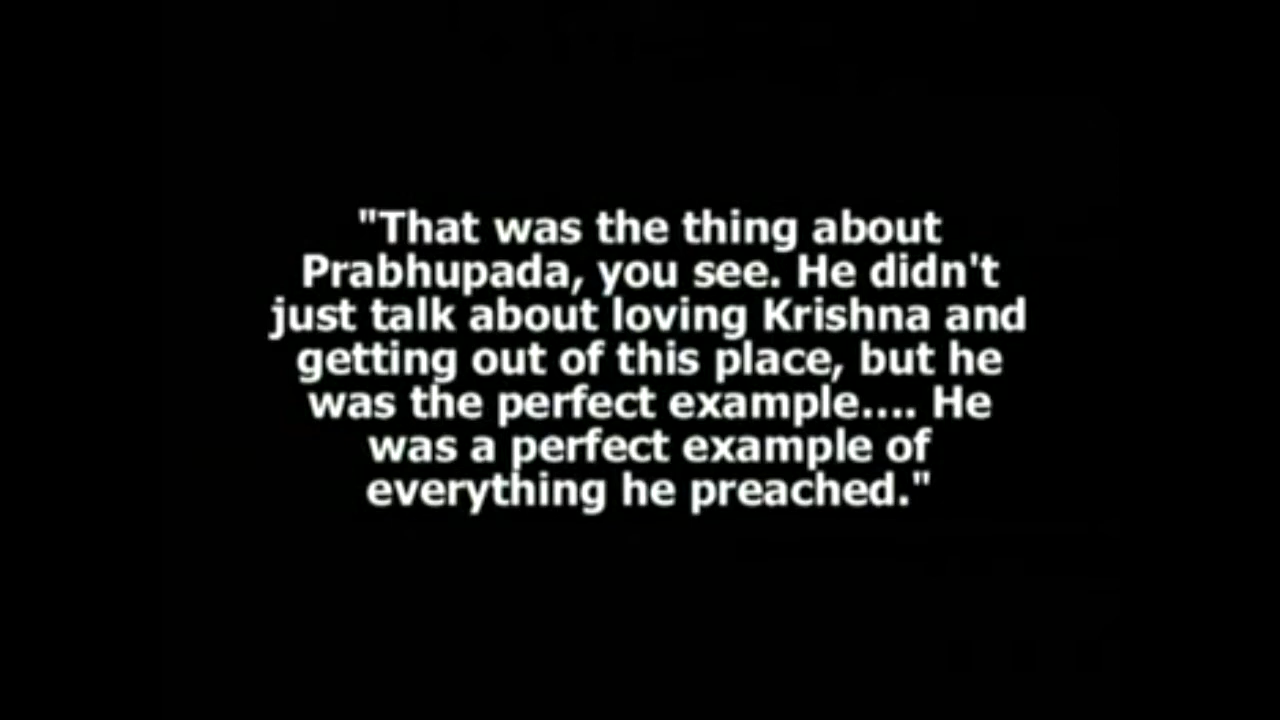 "That was the thing about
Prabhupada, you see. He didn't
just talk about loving Krishna and
getting out of this place, but he
was the perfect example.... He
was a perfect example of
everything he preached."